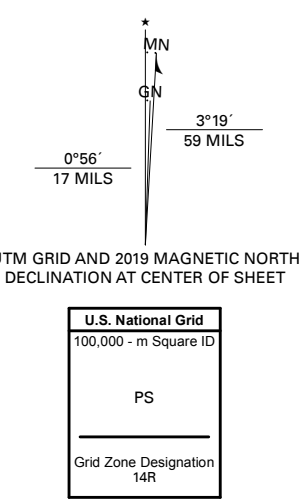 ★
MN
GN
3°19´
59 MILS
0°56´
17 MILS
UTM GRID AND 2019 MAGNETIC NORTH
DECLINATION AT CENTER OF SHEET
U.S. National Grid
100,000 - m Square ID
PS
Grid Zone Designation
14R